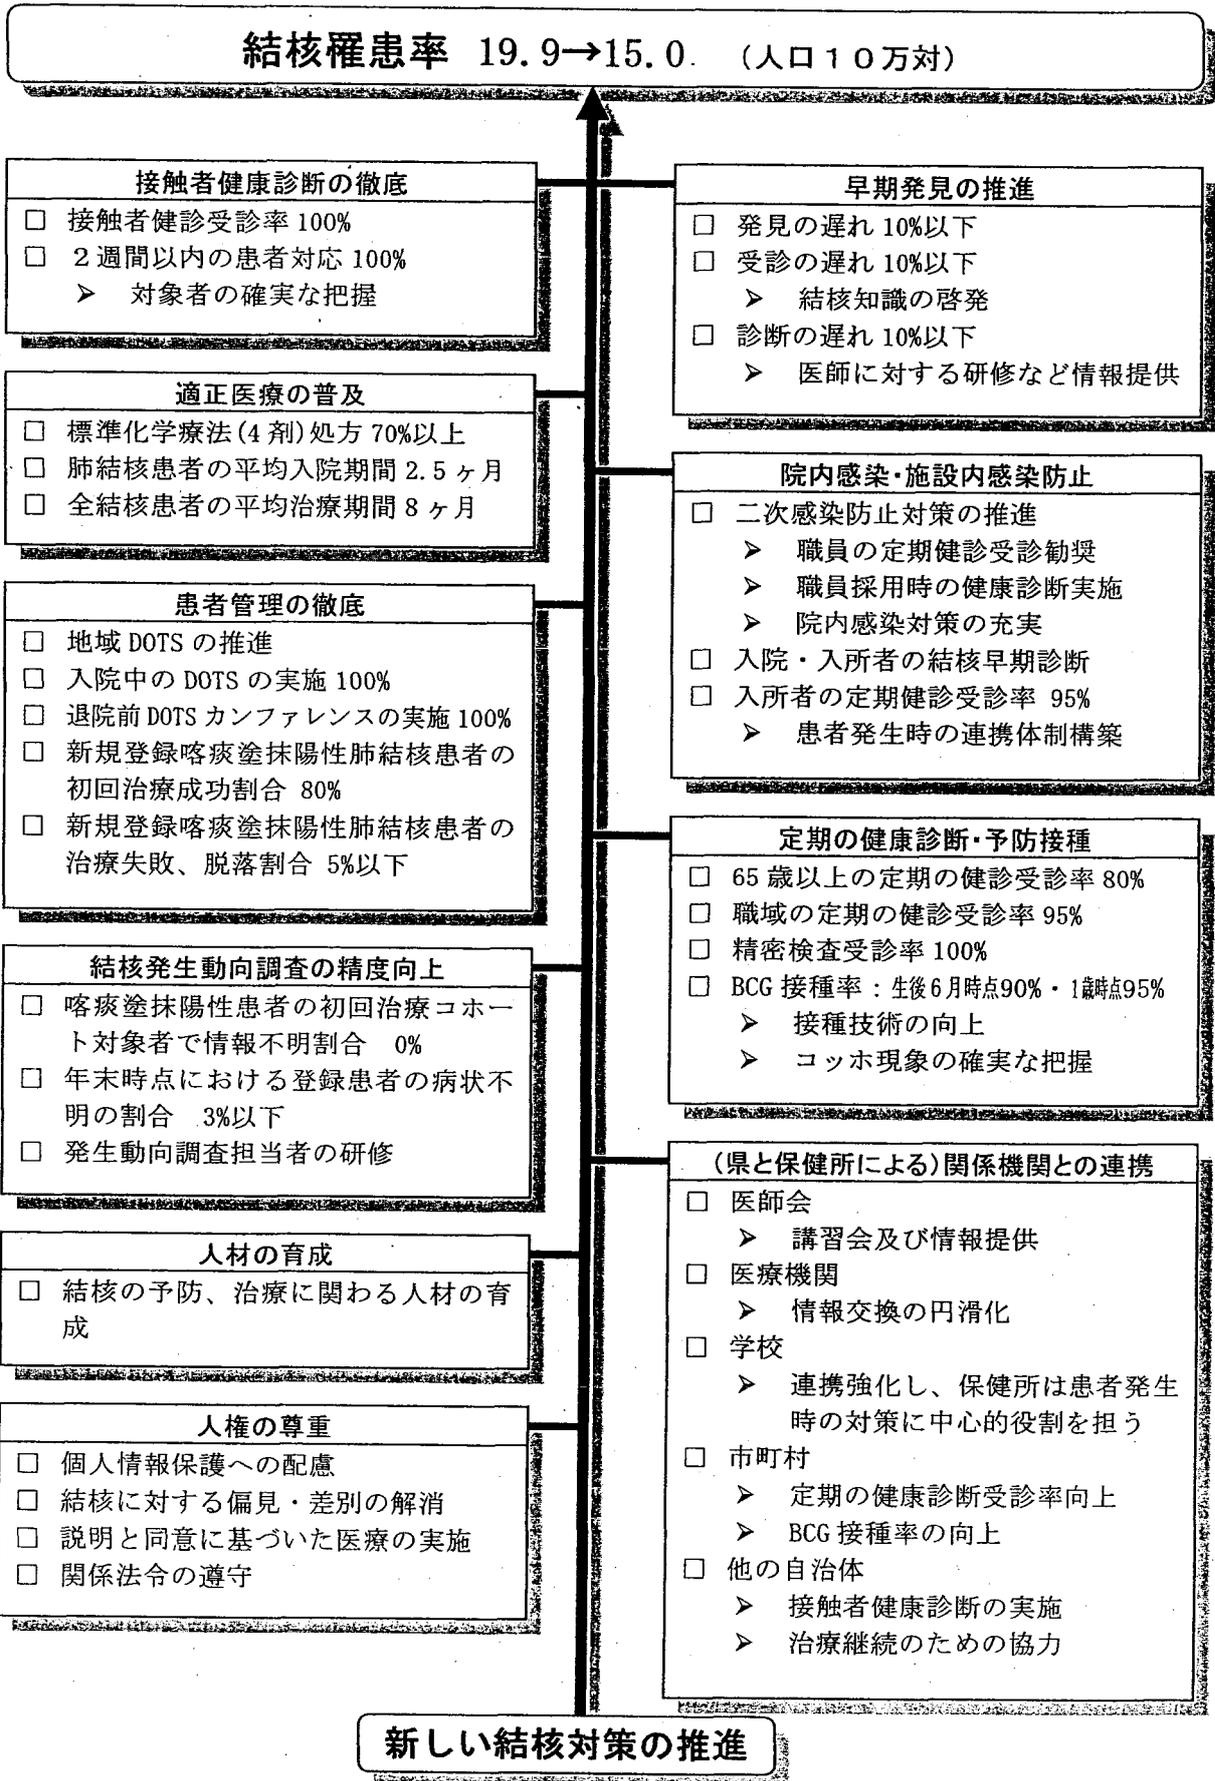 結核罹患率 19.9→15.0 (人口10万対)
接触者健康診断の徹底
□ 接触者健診受診率 100%
□ 2週間以内の患者対応 100%
➢ 対象者の確実な把握
適正医療の普及
□ 標準化学療法(4剤)処方 70%以上
□ 肺結核患者の平均入院期間 2.5ヶ月
□ 全結核患者の平均治療期間 8ヶ月
患者管理の徹底
□ 地域 DOTS の推進
□ 入院中の DOTS の実施 100%
□ 退院前 DOTS カンファレンスの実施 100%
□ 新規登録喀痰塗抹陽性肺結核患者の
初回治療成功割合 80%
□ 新規登録喀痰塗抹陽性肺結核患者の
治療失敗、脱落割合 5%以下
結核発生動向調査の精度向上
□ 喀痰塗抹陽性患者の初回治療コホー
ト対象者で情報不明割合 0%
□ 年末時点における登録患者の病状不
明の割合 3%以下
□ 発生動向調査担当者の研修
人材の育成
□ 結核の予防、治療に関わる人材の育
成
人権の尊重
□ 個人情報保護への配慮
□ 結核に対する偏見・差別の解消
□ 説明と同意に基づいた医療の実施
□ 関係法令の遵守
早期発見の推進
□ 発見の遅れ 10%以下
□ 受診の遅れ 10%以下
➢ 結核知識の啓発
□ 診断の遅れ 10%以下
➢ 医師に対する研修など情報提供
院内感染・施設内感染防止
□ 二次感染防止対策の推進
➢ 職員の定期健診受診勧奨
➢ 職員採用時の健康診断実施
➢ 院内感染対策の充実
□ 入院・入所者の結核早期診断
□ 入所者の定期健診受診率 95%
➢ 患者発生時の連携体制構築
定期の健康診断・予防接種
□ 65歳以上の定期の健診受診率 80%
□ 職域の定期の健診受診率 95%
□ 精密検査受診率 100%
□ BCG 接種率：生後6月時点90%・1歳時点95%
➢ 接種技術の向上
➢ コッホ現象の確実な把握
(県と保健所による)関係機関との連携
□ 医師会
➢ 講習会及び情報提供
□ 医療機関
➢ 情報交換の円滑化
□ 学校
➢ 連携強化し、保健所は患者発生
時の対策に中心的役割を担う
□ 市町村
➢ 定期の健康診断受診率向上
➢ BCG 接種率の向上
□ 他の自治体
➢ 接触者健康診断の実施
➢ 治療継続のための協力
新しい結核対策の推進